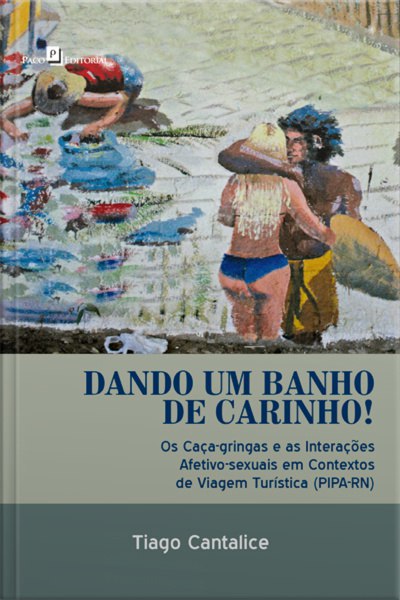 PACO EDITORIAL
DANDO UM BANHO
DE CARINHO!
Os Caça-gringas e as Interações
Afetivo-sexuais em Contextos
de Viagem Turística (PIPA-RN)
Tiago Cantalice